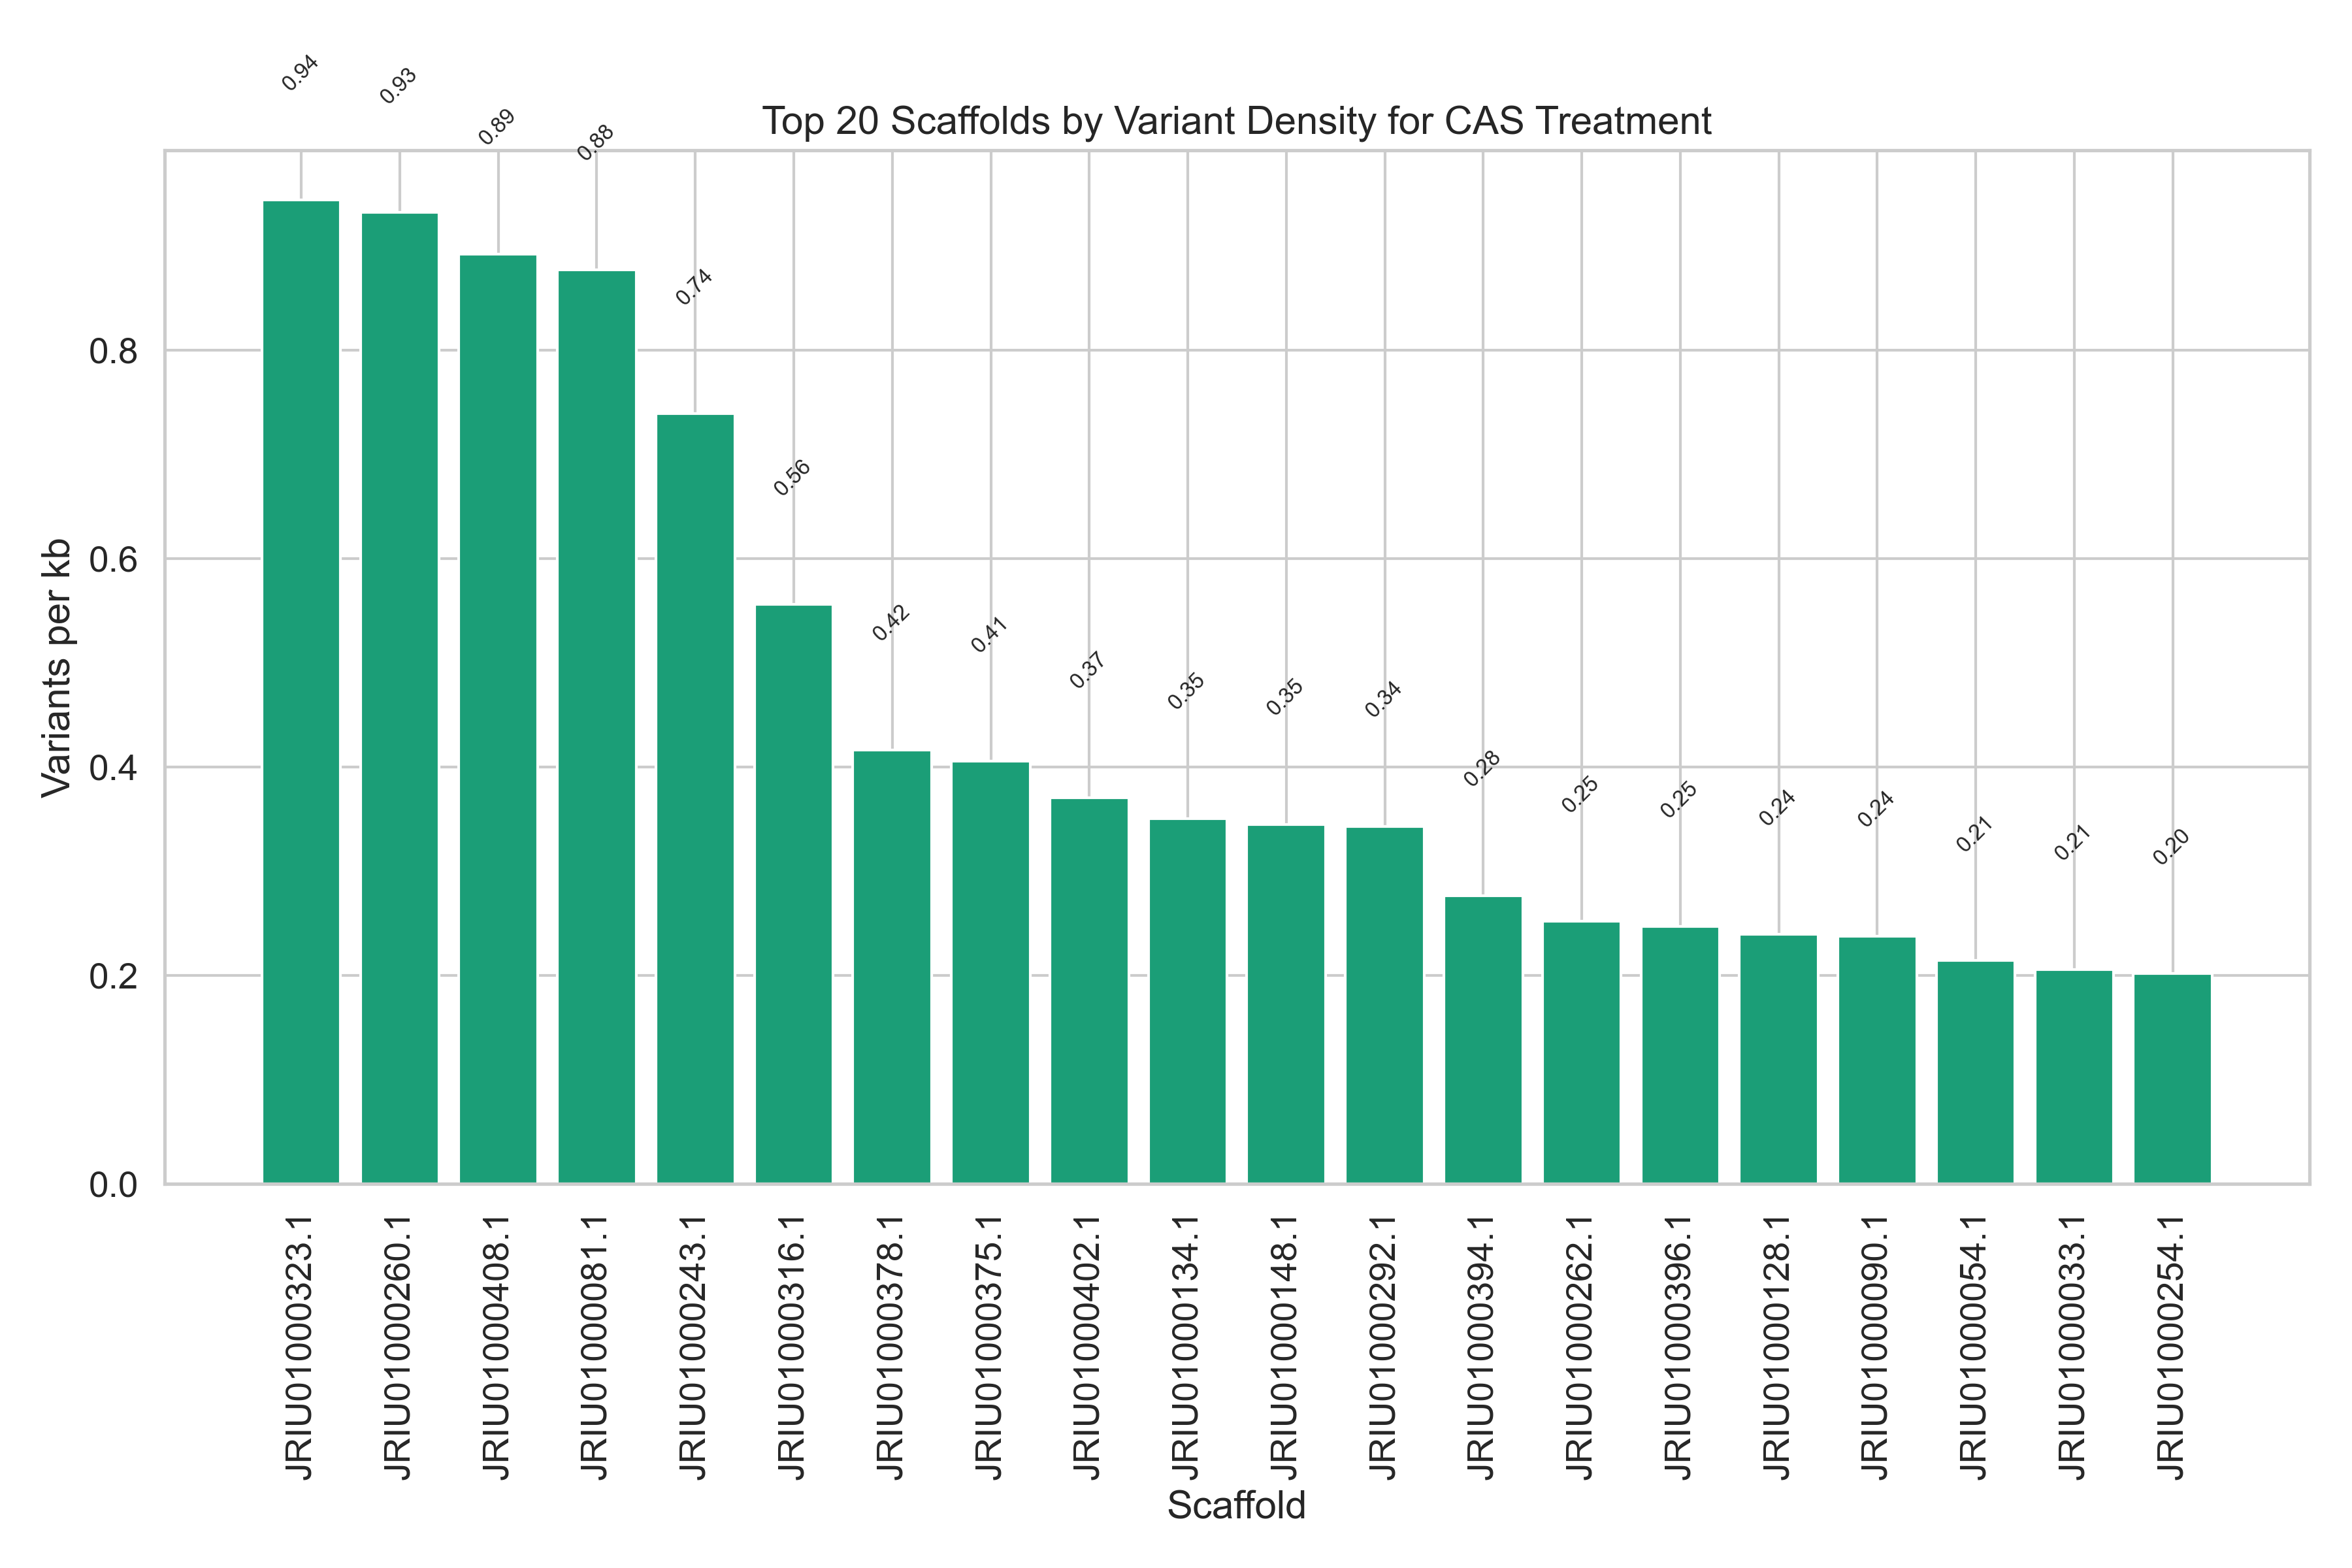 0.94
0.93
0.89
0.88
Top 20 Scaffolds by Variant Density for CAS Treatment
0.74
0.56
0.42
0.41
0.37
0.35
0.35
0.34
0.28
0.25
0.25
0.24
0.24
0.21
0.21
0.20
Variants per kb
0.8
0.6
0.4
0.2
0.0
JRIU01000323.1
JRIU01000260.1
JRIU01000408.1
JRIU01000081.1
JRIU01000243.1
JRIU01000316.1
JRIU01000378.1
JRIU01000375.1
JRIU01000402.1
JRIU01000134.1
JRIU01000148.1
JRIU01000292.1
JRIU01000394.1
JRIU01000262.1
JRIU01000396.1
JRIU01000128.1
JRIU01000090.1
JRIU01000054.1
JRIU01000033.1
JRIU01000254.1
Scaffold